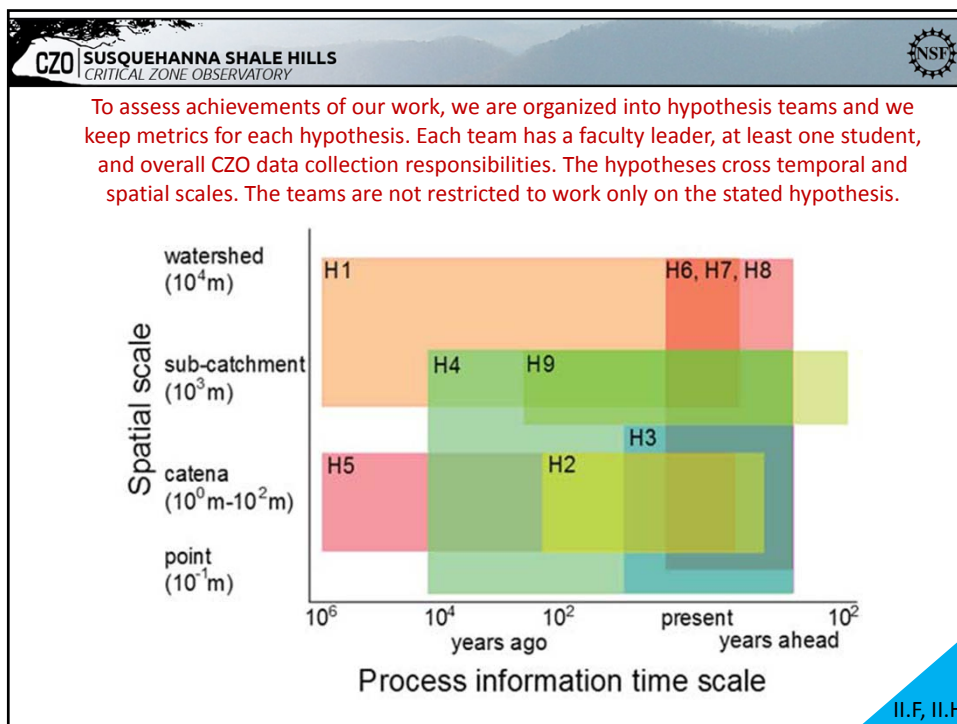 CZO SUSQUEHANNA SHALE HILLS
CRITICAL ZONE OBSERVATORY
NSF
To assess achievements of our work, we are organized into hypothesis teams and we
keep metrics for each hypothesis. Each team has a faculty leader, at least one student,
and overall CZO data collection responsibilities. The hypotheses cross temporal and
spatial scales. The teams are not restricted to work only on the stated hypothesis.
Spatial scale
watershed
(10⁴m)
H1
H6, H7, H8
sub-catchment
(10³m)
H4
H9
H3
catena
(10⁰m-10²m)
H5
H2
point
(10⁻¹m)
10⁶
10⁴
10²
present
10²
years ago
years ahead
Process information time scale